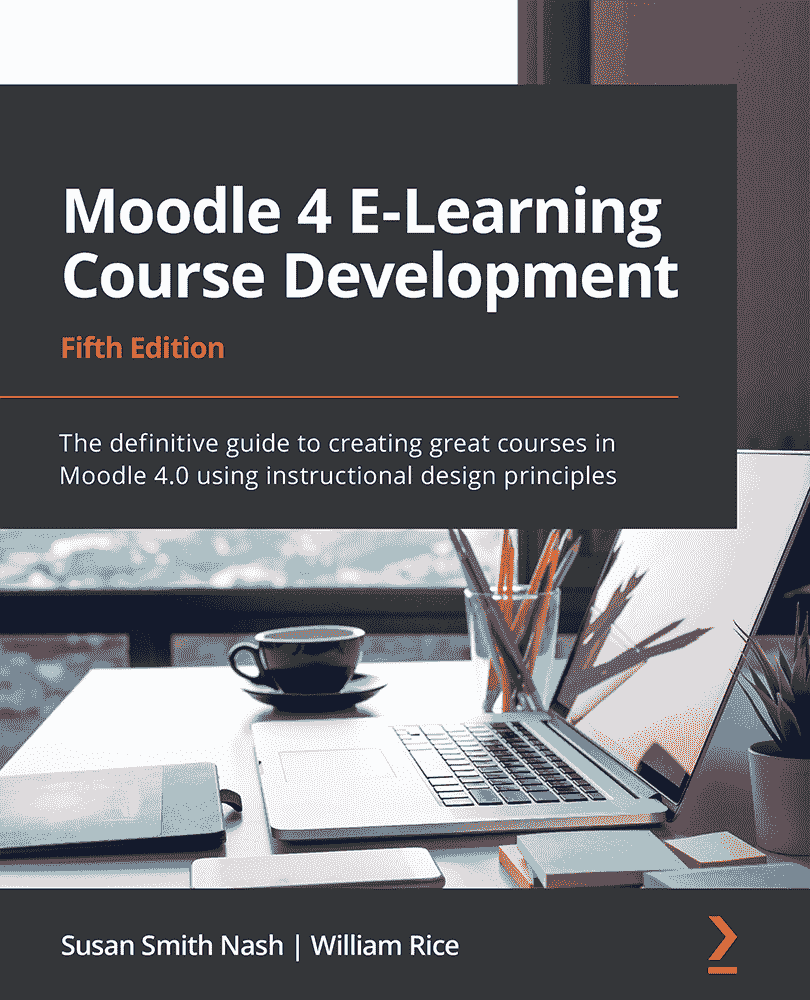 Moodle 4 E-Learning
Course Development
Fifth Edition
The definitive guide to creating great courses in
Moodle 4.0 using instructional design principles
Susan Smith Nash | William Rice